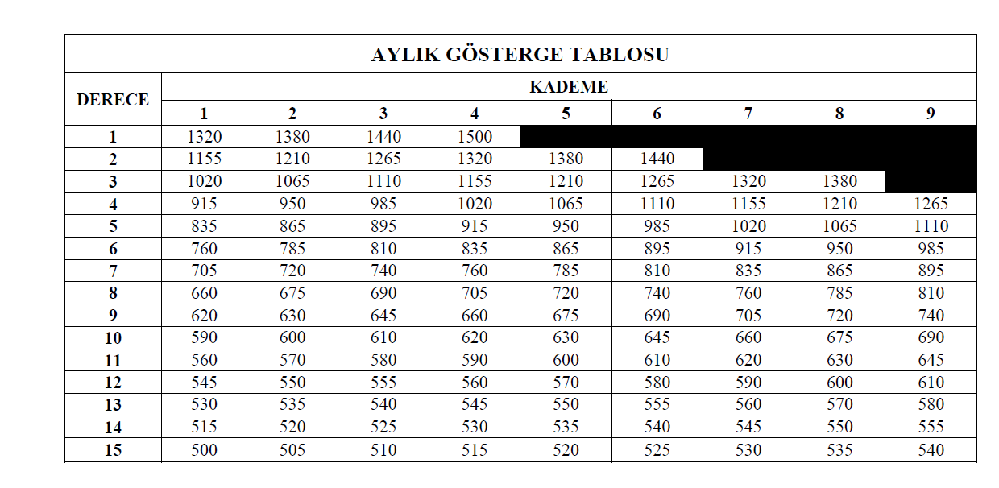 AYLIK GÖSTERGE TABLOSU
DERECE KADEME
1 2 3 4 5 6 7 8 9
1 1320 1380 1440 1500
2 1155 1210 1265 1320 1380 1440
3 1020 1065 1110 1155 1210 1265 1320 1380
4 915 950 985 1020 1065 1110 1155 1210 1265
5 835 865 895 915 950 985 1020 1065 1110
6 760 785 810 835 865 895 915 950 985
7 705 720 740 760 785 810 835 865 895
8 660 675 690 705 720 740 760 785 810
9 620 630 645 660 675 690 705 720 740
10 590 600 610 620 630 645 660 675 690
11 560 570 580 590 600 610 620 630 645
12 545 550 555 560 570 580 590 600 610
13 530 535 540 545 550 555 560 570 580
14 515 520 525 530 535 540 545 550 555
15 500 505 510 515 520 525 530 535 540